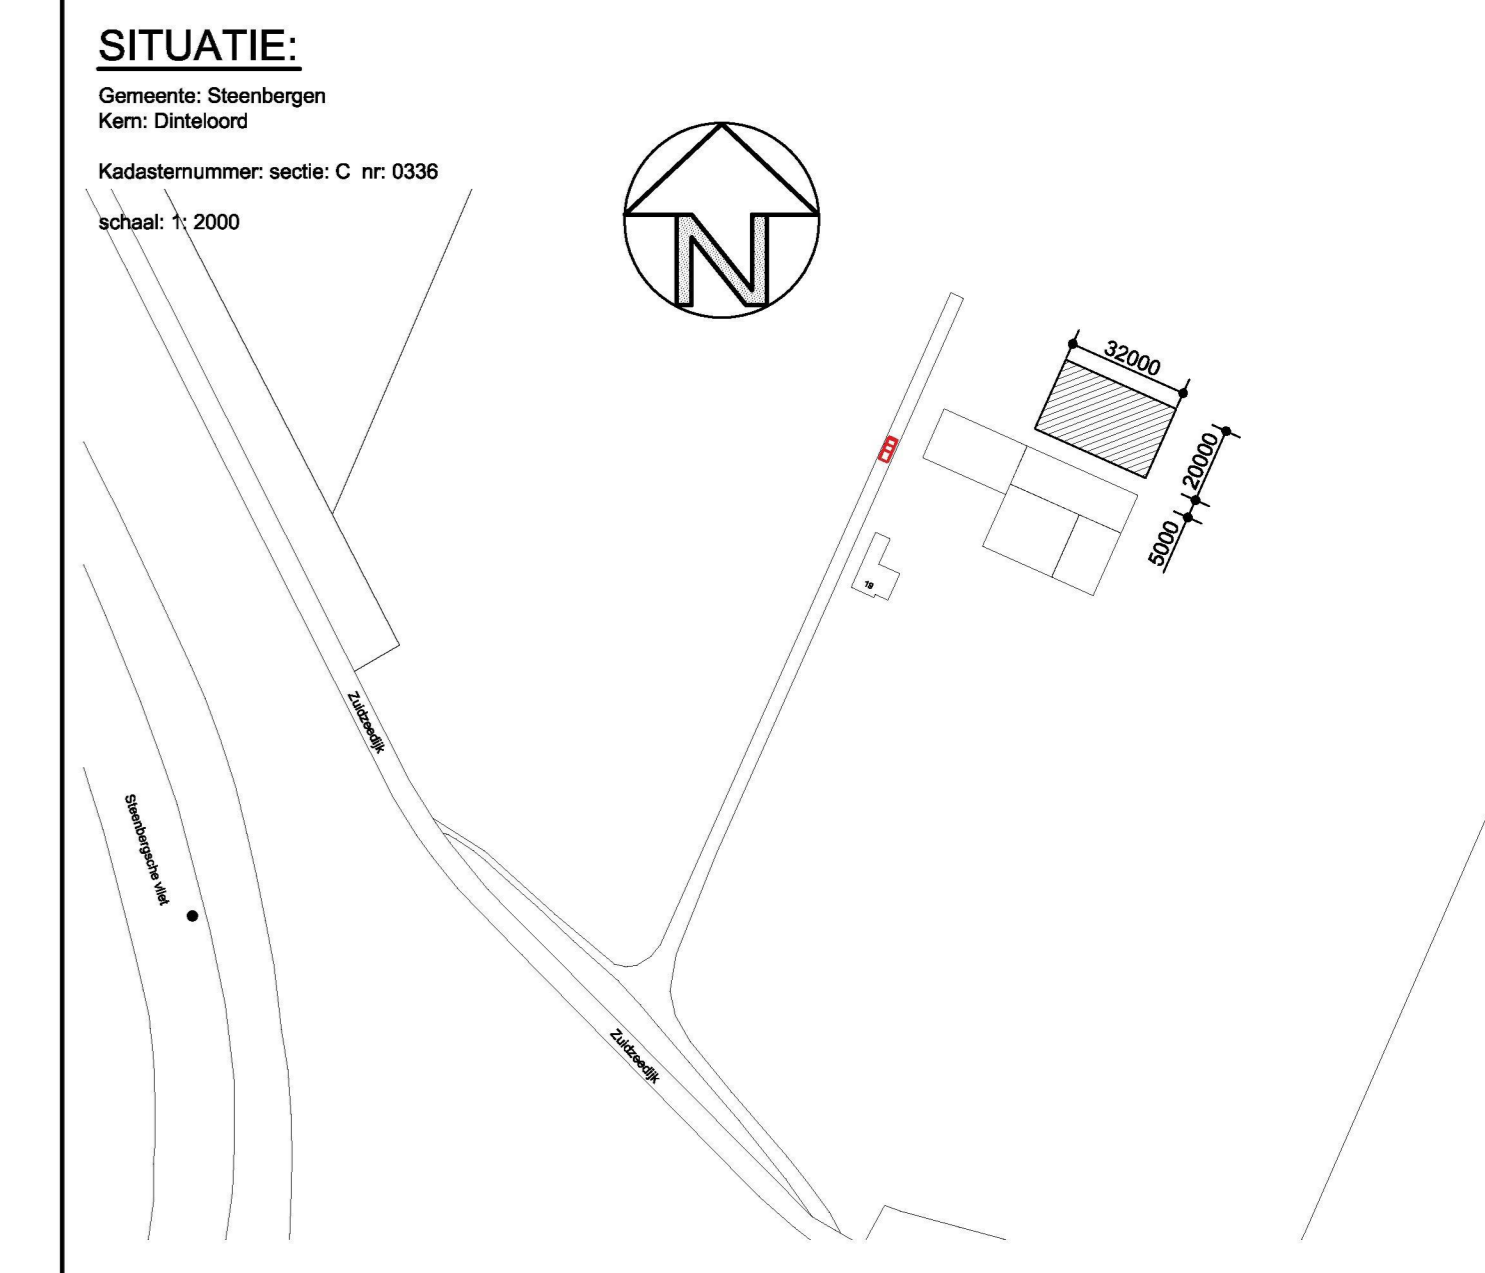 SITUATIE:
Gemeente: Steenbergen
Kern: Dinteloord
Kadasternummer: sectie: C nr: 0336
schaal: 1: 2000
N
32000
20000
5000
19
Zuidzeedijk
Steenbergsche vliet
Zuidzeedijk